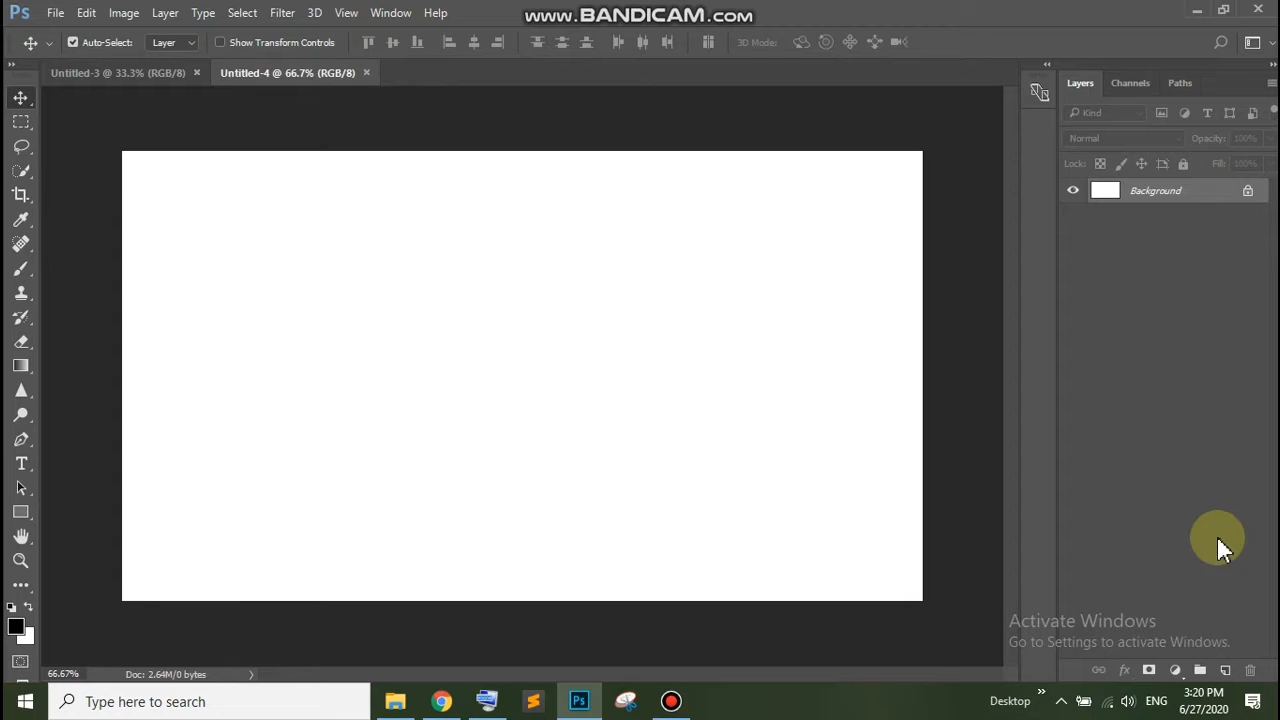 Ps File Edit Image Layer Type Select Filter 3D View Window Help
www.BANDICAM.com
Auto-Select: Layer Show Transform Controls 3D Mode:
Untitled-3 @ 33.3% (RGB/8) × Untitled-4 @ 66.7% (RGB/8) ×
Layers Channels Paths
Kind
Normal Opacity: 100%
Lock: Fill: 100%
Background
Activate Windows
Go to Settings to activate Windows.
66.67% Doc: 2.64M/0 bytes
Type here to search
Ps
Desktop
ENG
3:20 PM
6/27/2020